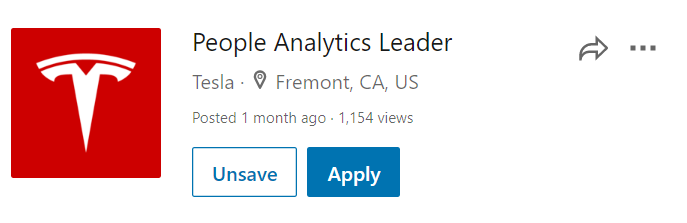 People Analytics Leader
Tesla · Fremont, CA, US
Posted 1 month ago · 1,154 views
Unsave Apply